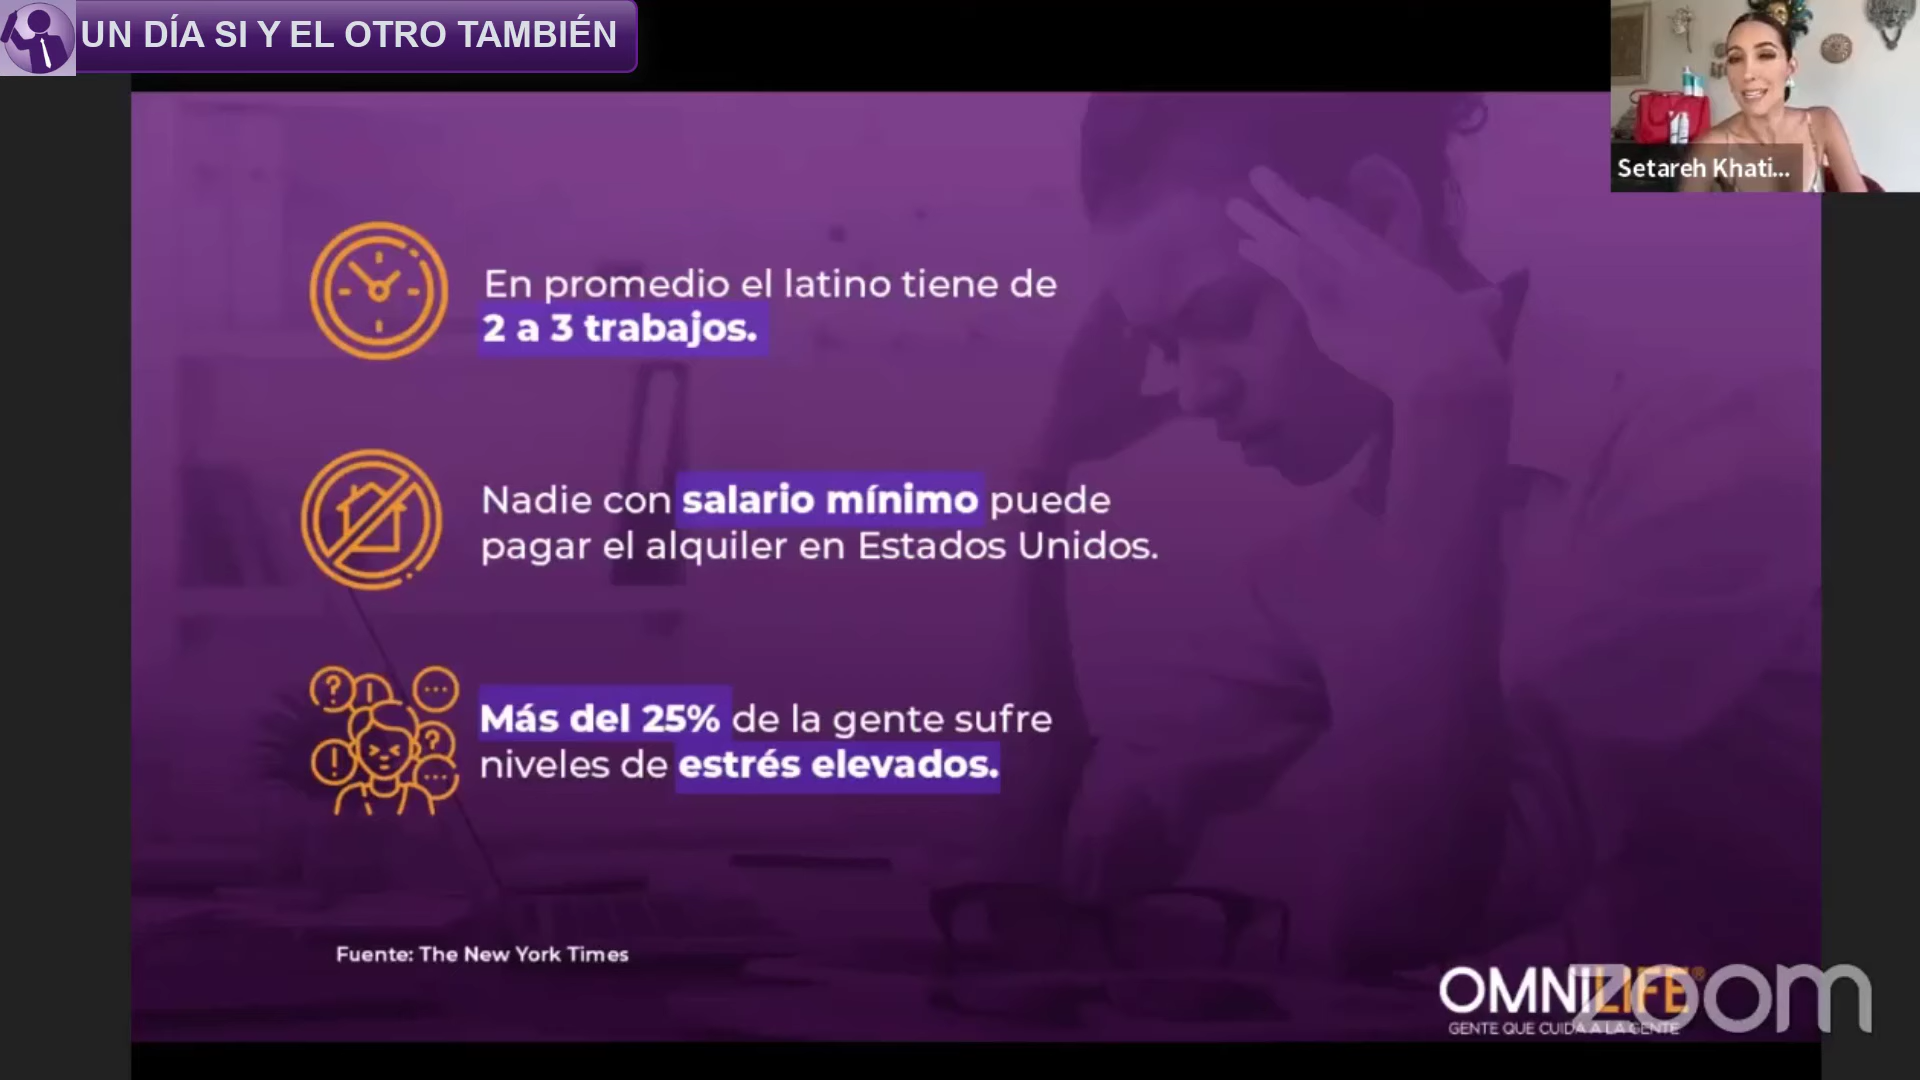 UN DÍA SI Y EL OTRO TAMBIÉN
Setareh Khati...
En promedio el latino tiene de
2 a 3 trabajos.
Nadie con salario mínimo puede
pagar el alquiler en Estados Unidos.
Más del 25% de la gente sufre
niveles de estrés elevados.
Fuente: The New York Times
OMNILIFE®
GENTE QUE CUIDA A LA GENTE
zoom